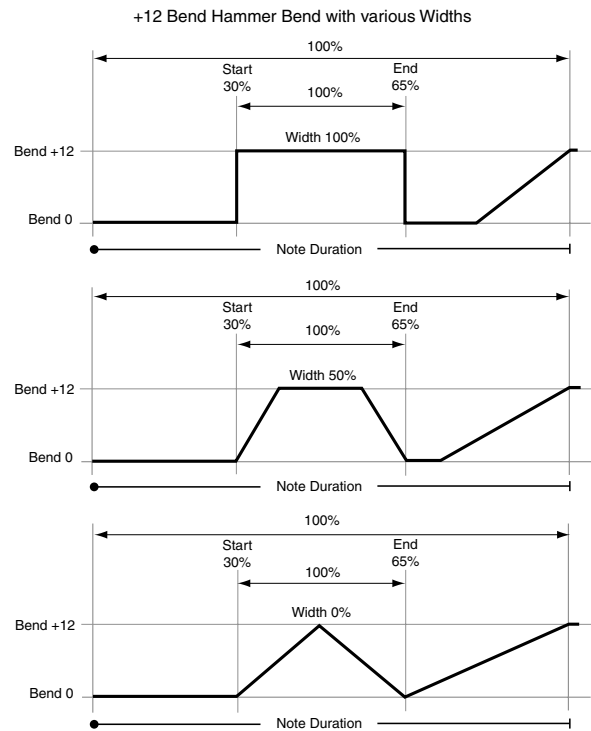 +12 Bend Hammer Bend with various Widths
100%
Start
30%
End
65%
100%
Width 100%
Bend +12
Bend 0
Note Duration
100%
Start
30%
End
65%
100%
Width 50%
Bend +12
Bend 0
Note Duration
100%
Start
30%
End
65%
100%
Width 0%
Bend +12
Bend 0
Note Duration